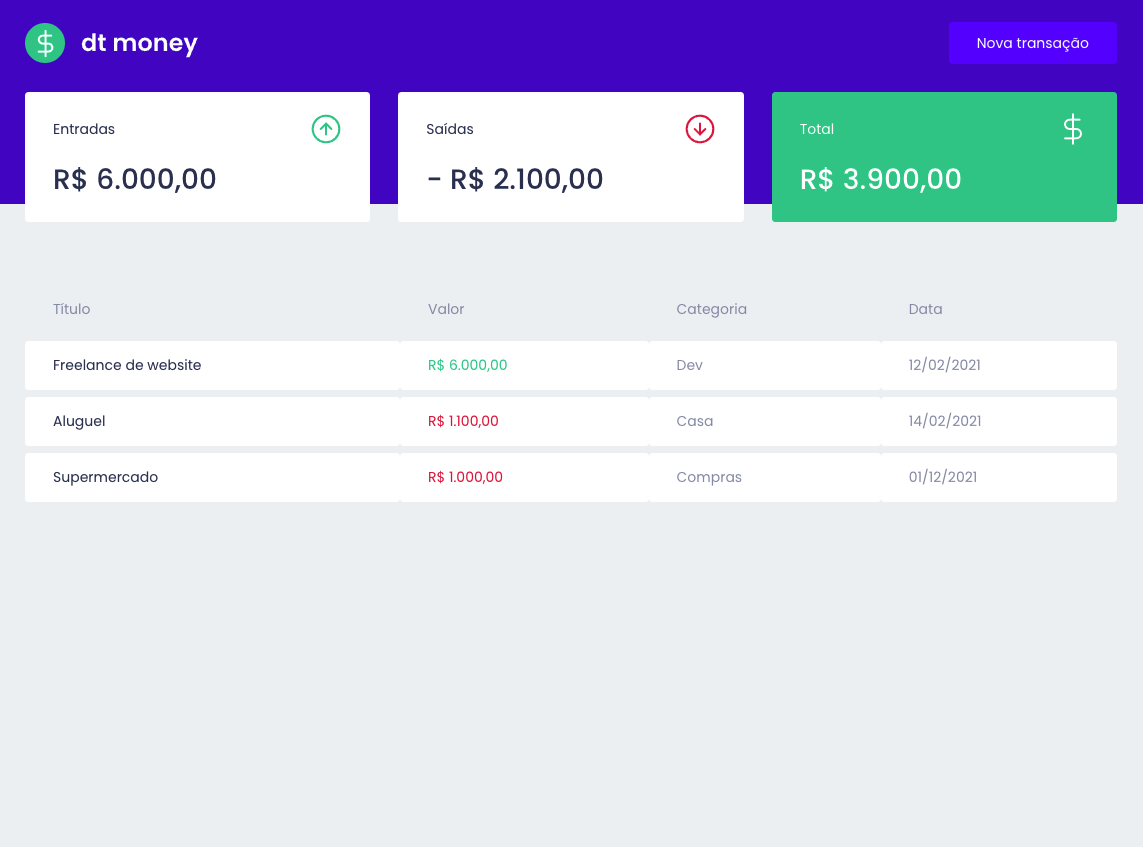 dt money
Nova transação
Entradas
R$ 6.000,00
Saídas
- R$ 2.100,00
Total
R$ 3.900,00
Título Valor Categoria Data
Freelance de website R$ 6.000,00 Dev 12/02/2021
Aluguel R$ 1.100,00 Casa 14/02/2021
Supermercado R$ 1.000,00 Compras 01/12/2021